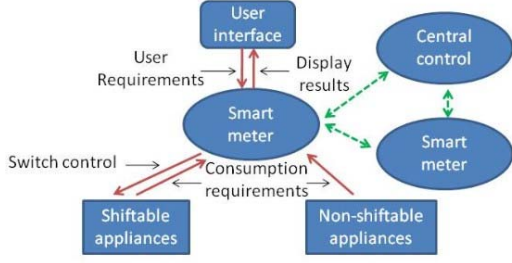 User
interface
User
Requirements
Display
results
Central
control
Smart
meter
Smart
meter
Switch control
Consumption
requirements
Shiftable
appliances
Non-shiftable
appliances